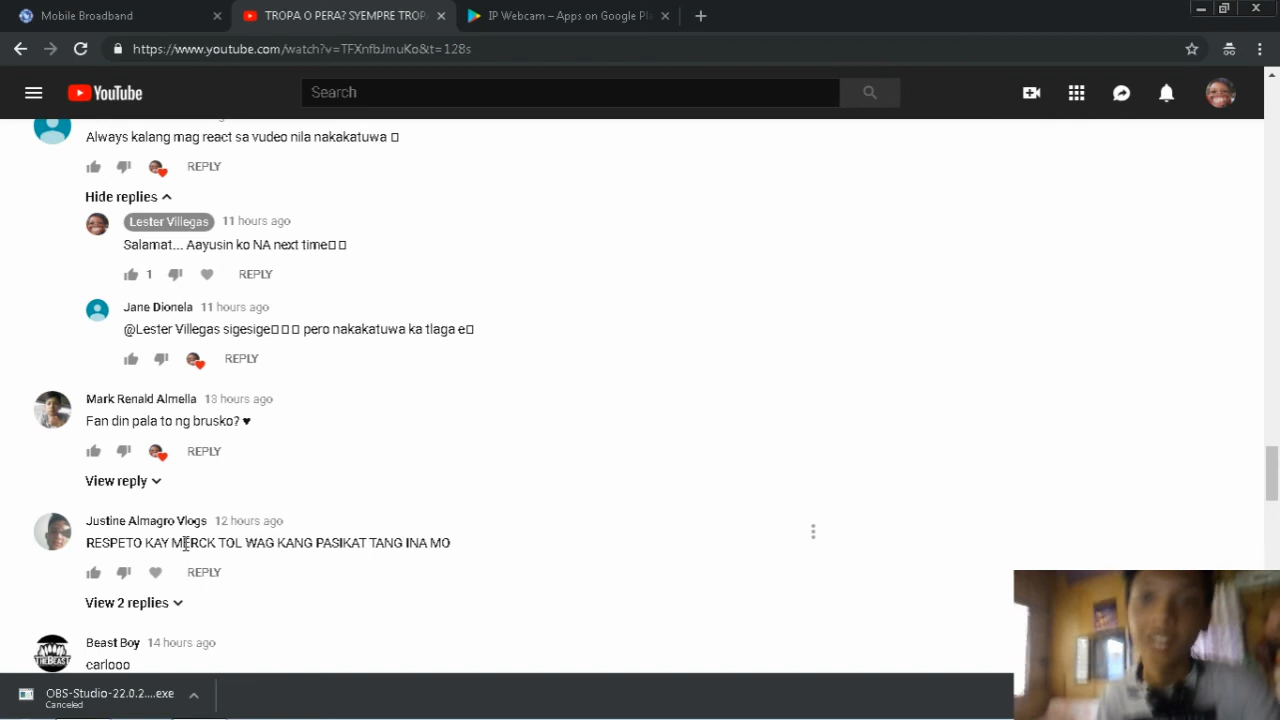 Mobile Broadband
TROPA O PERA? SYEMPRE TROP
IP Webcam – Apps on Google Pl
https://www.youtube.com/watch?v=TFXnfbJmuKo&t=128s
YouTube
Search
Always kalang mag react sa vudeo nila nakakatuwa
REPLY
Hide replies
Lester Villegas 11 hours ago
Salamat... Aayusin ko NA next time
1 REPLY
Jane Dionela 11 hours ago
@Lester Villegas sigesige pero nakakatuwa ka tlaga e
REPLY
Mark Renald Almella 13 hours ago
Fan din pala to ng brusko? ♥
REPLY
View reply
Justine Almagro Vlogs 12 hours ago
RESPETO KAY MERCK TOL WAG KANG PASIKAT TANG INA MO
REPLY
View 2 replies
Beast Boy 14 hours ago
carlooo
OBS-Studio-22.0.2....exe
Canceled